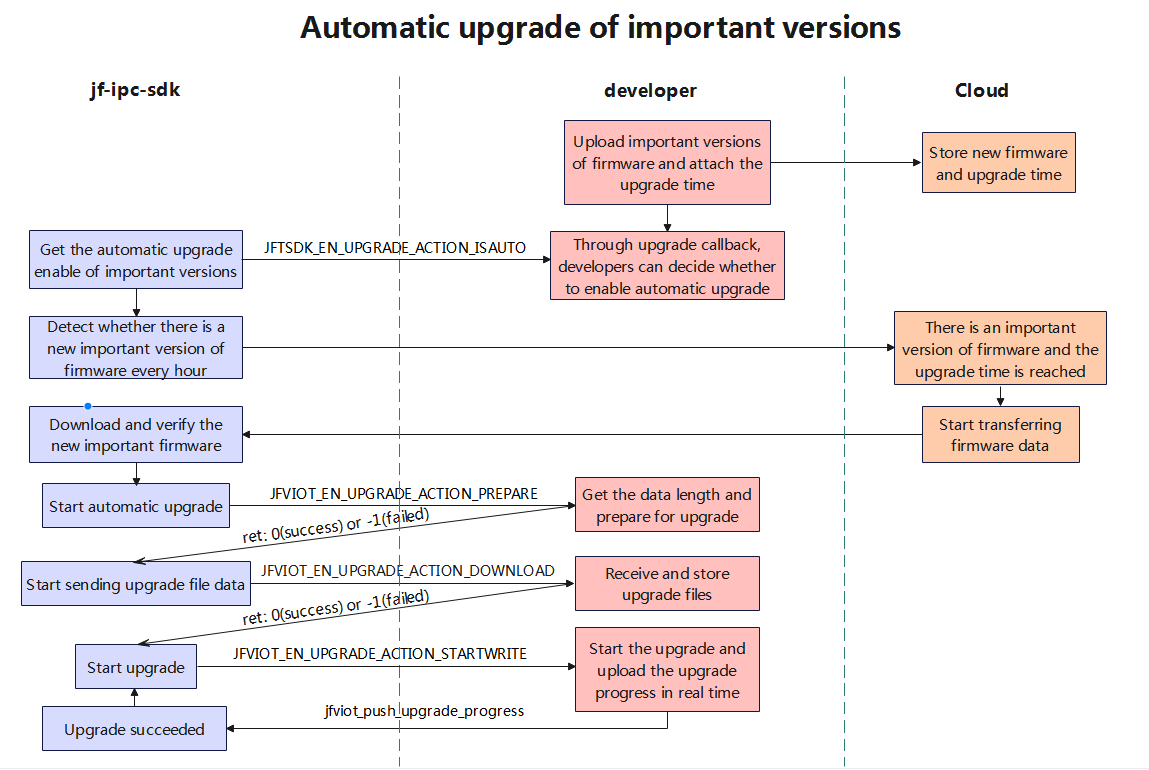 Automatic upgrade of important versions
jf-ipc-sdk
developer
Cloud
Upload important versions
of firmware and attach the
upgrade time
Store new firmware
and upgrade time
Get the automatic upgrade
enable of important versions
JFTSDK_EN_UPGRADE_ACTION_ISAUTO
Through upgrade callback,
developers can decide whether
to enable automatic upgrade
Detect whether there is a
new important version of
firmware every hour
There is an important
version of firmware and the
upgrade time is reached
Download and verify the
new important firmware
Start transferring
firmware data
Start automatic upgrade
JFVIOT_EN_UPGRADE_ACTION_PREPARE
Get the data length and
prepare for upgrade
ret: 0(success) or -1(failed)
Start sending upgrade file data
JFVIOT_EN_UPGRADE_ACTION_DOWNLOAD
Receive and store
upgrade files
ret: 0(success) or -1(failed)
Start upgrade
JFVIOT_EN_UPGRADE_ACTION_STARTWRITE
Start the upgrade and
upload the upgrade
progress in real time
Upgrade succeeded
jfviot_push_upgrade_progress